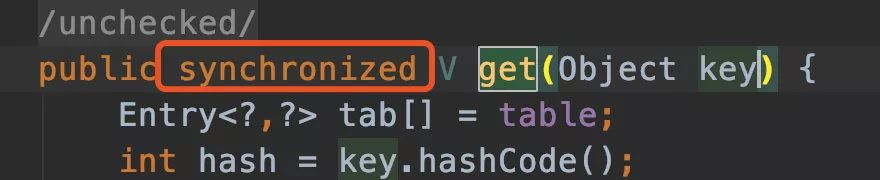 /unchecked/
public synchronized V get(Object key) {
Entry<?,?> tab[] = table;
int hash = key.hashCode();